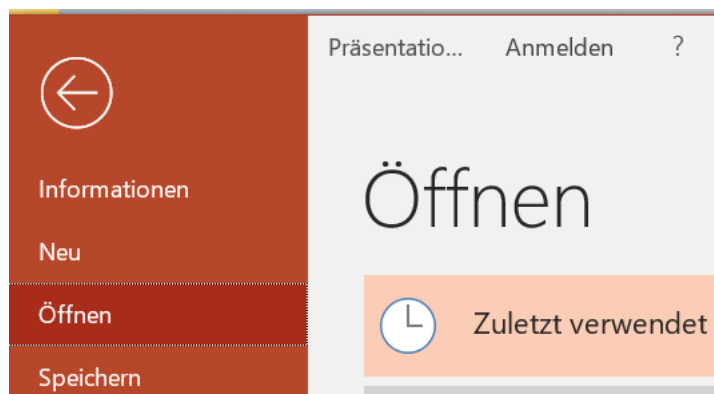 Präsentatio... Anmelden ?
Informationen
Neu
Öffnen
Speichern
Öffnen
Zuletzt verwendet